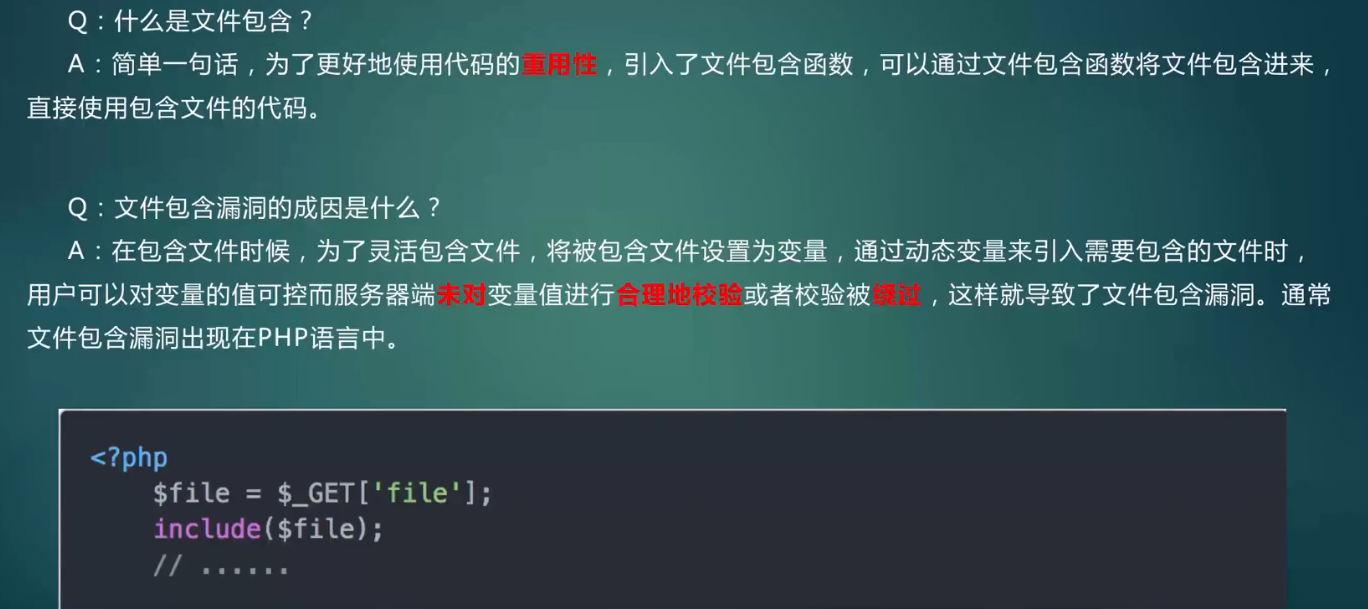 Q：什么是文件包含？
A：简单一句话，为了更好地使用代码的重用性，引入了文件包含函数，可以通过文件包含函数将文件包含进来，
直接使用包含文件的代码。
Q：文件包含漏洞的成因是什么？
A：在包含文件时候，为了灵活包含文件，将被包含文件设置为变量，通过动态变量来引入需要包含的文件时，
用户可以对变量的值可控而服务器端未对变量值进行合理地校验或者校验被绕过，这样就导致了文件包含漏洞。通常
文件包含漏洞出现在PHP语言中。
<?php
$file = $_GET['file'];
include($file);
// ......